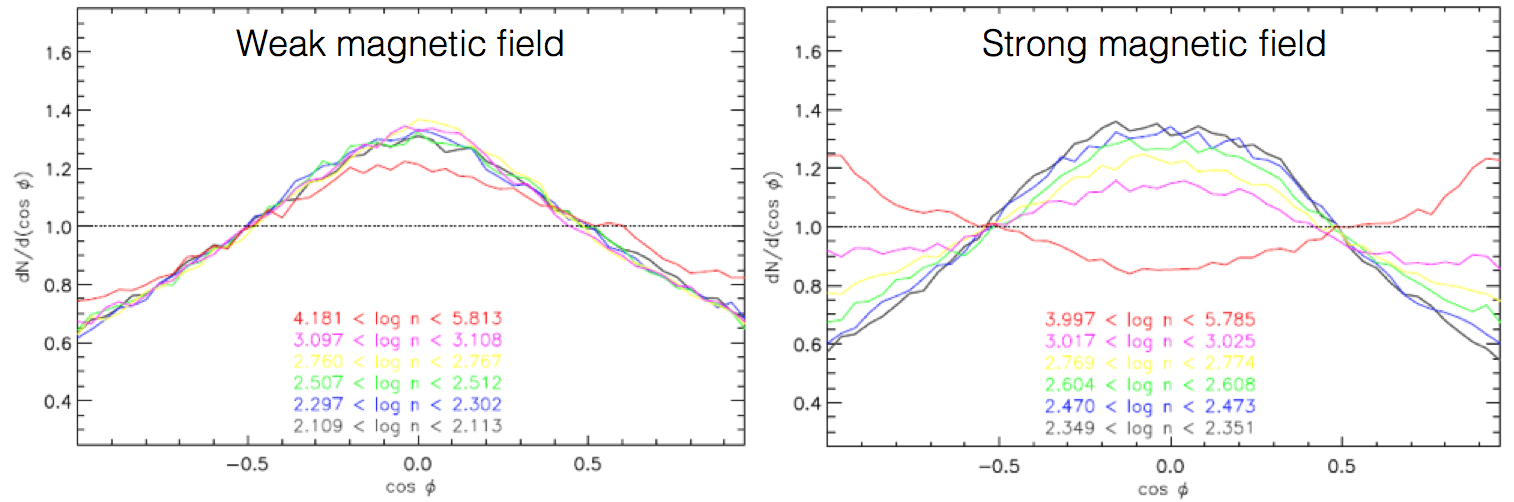 Weak magnetic field
1.6
1.4
1.2
1.0
0.8
0.6
0.4
dN/d(cos ϕ)
4.181 < log n < 5.813
3.097 < log n < 3.108
2.760 < log n < 2.767
2.507 < log n < 2.512
2.297 < log n < 2.302
2.109 < log n < 2.113
−0.5
0.0
0.5
cos ϕ
Strong magnetic field
1.6
1.4
1.2
1.0
0.8
0.6
0.4
dN/d(cos ϕ)
3.997 < log n < 5.785
3.017 < log n < 3.025
2.769 < log n < 2.774
2.604 < log n < 2.608
2.470 < log n < 2.473
2.349 < log n < 2.351
−0.5
0.0
0.5
cos ϕ